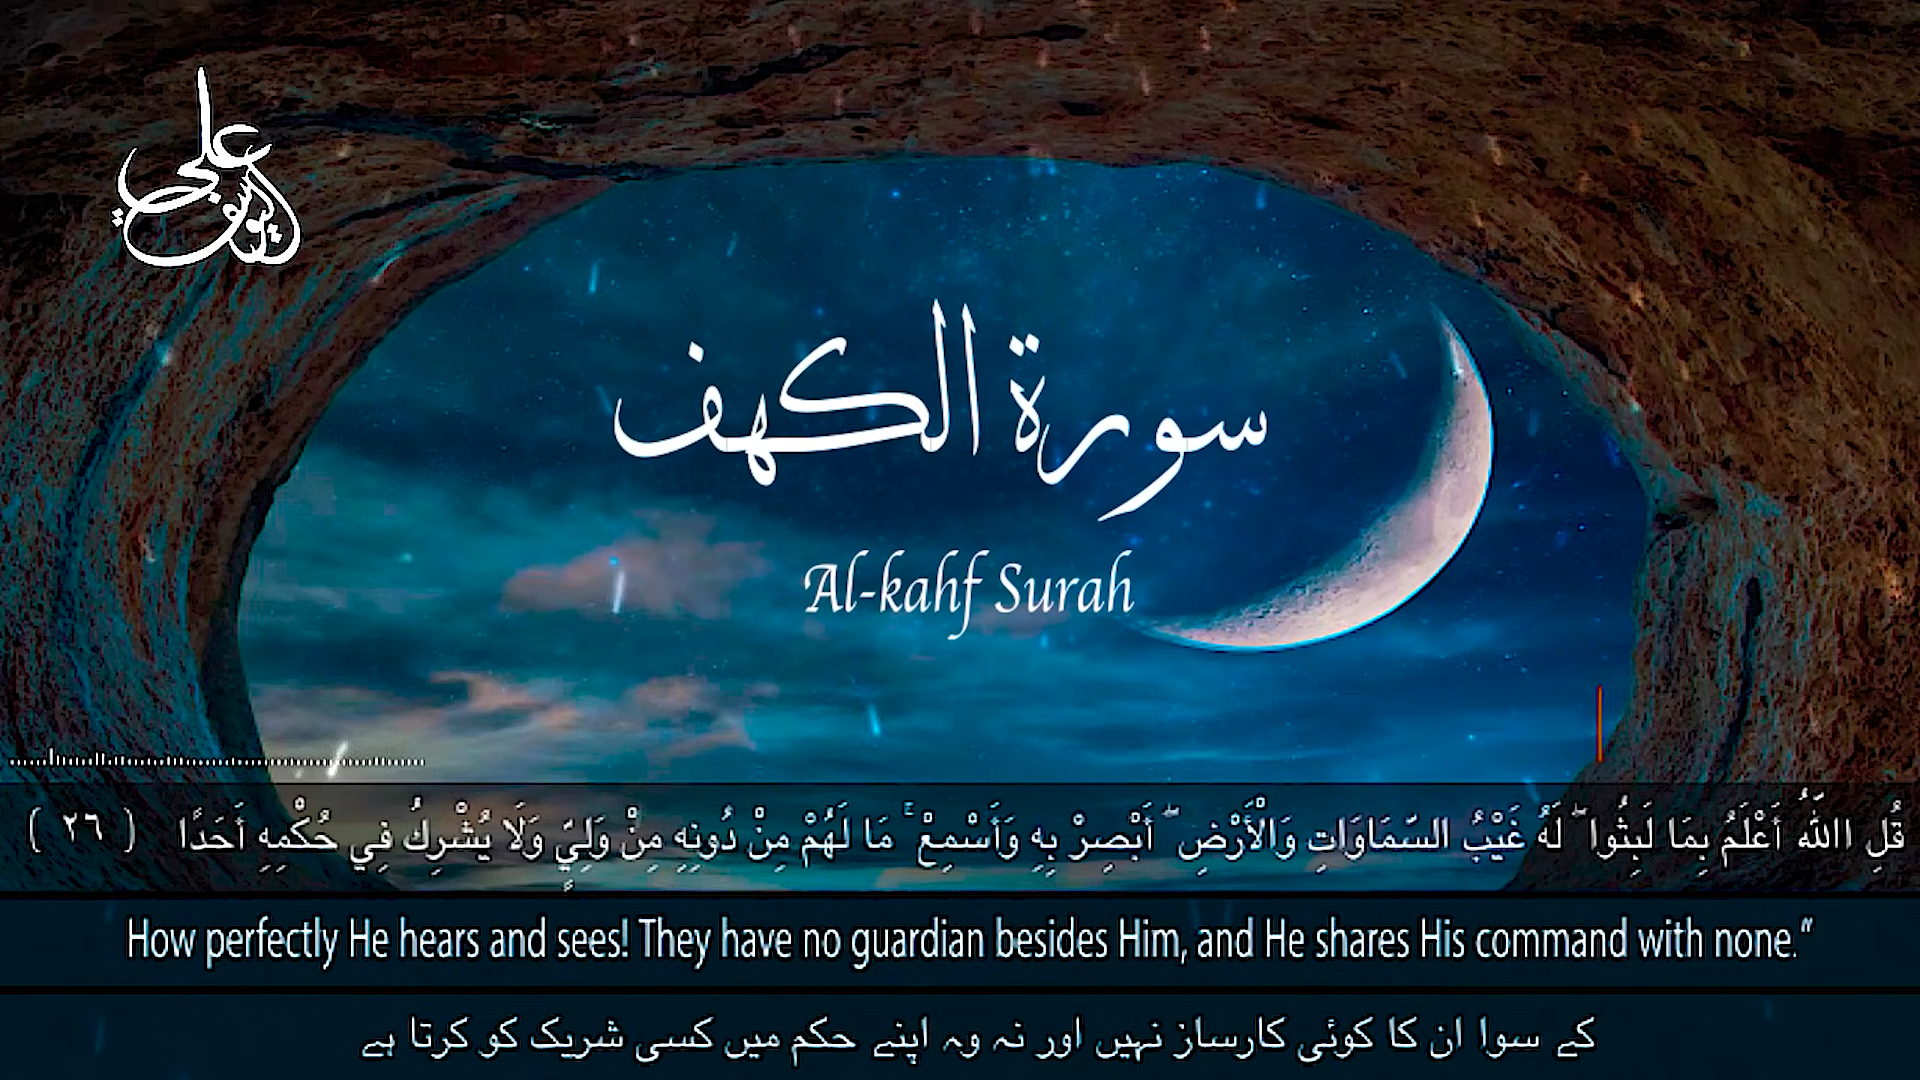 علي اليوسفي
سورة الكهف
Al-kahf Surah
قُلِ اللَّهُ أَعْلَمُ بِمَا لَبِثُوا ۖ لَهُ غَيْبُ السَّمَاوَاتِ وَالْأَرْضِ ۖ أَبْصِرْ بِهِ وَأَسْمِعْ ۚ مَا لَهُمْ مِنْ دُونِهِ مِنْ وَلِيٍّ وَلَا يُشْرِكُ فِي حُكْمِهِ أَحَدًا ( ٢٦ )
How perfectly He hears and sees! They have no guardian besides Him, and He shares His command with none.”
کے سوا ان کا کوئی کارساز نہیں اور نہ وہ اپنے حکم میں کسی شریک کو کرتا ہے